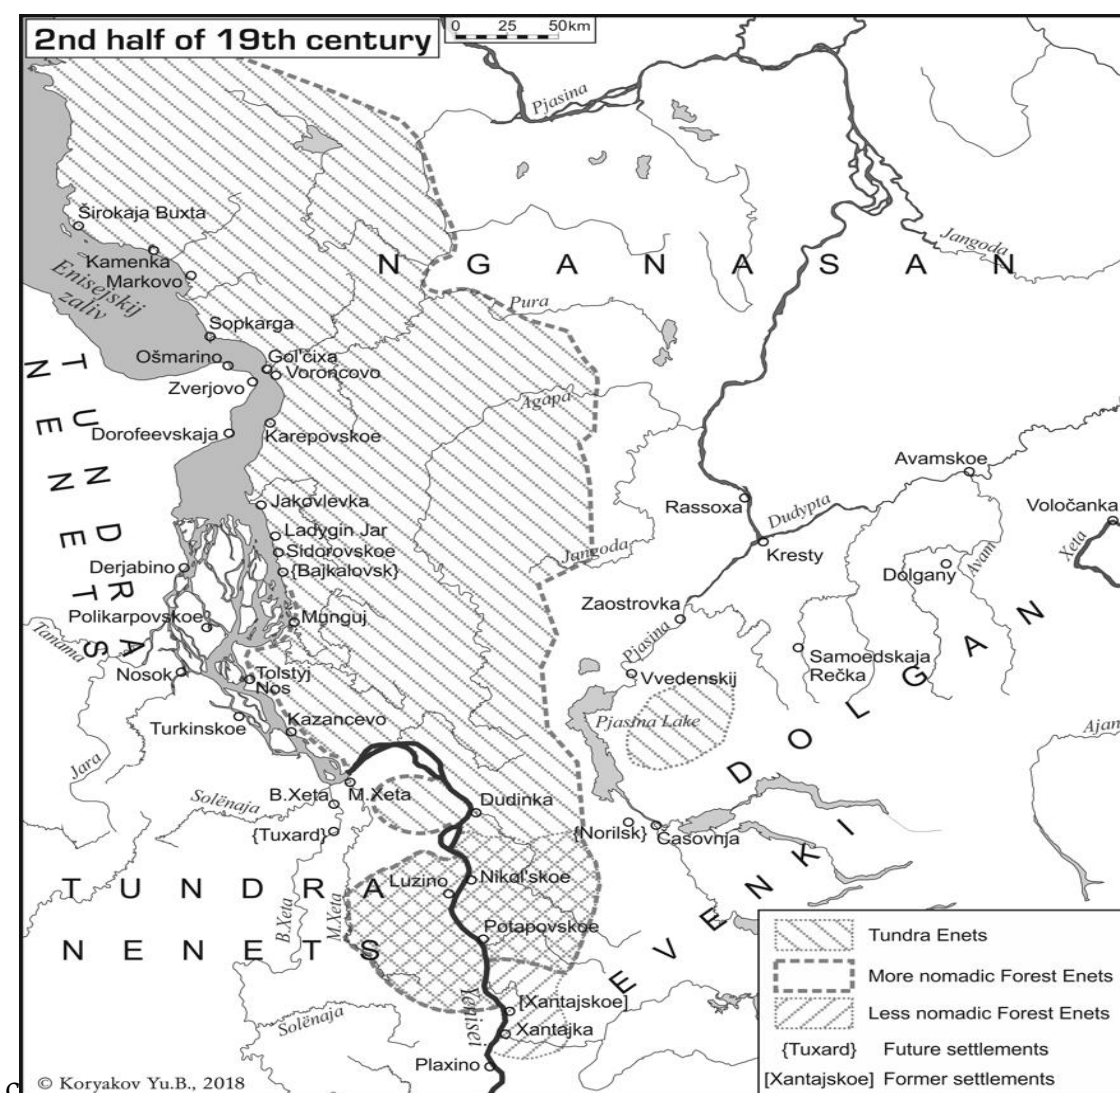 2nd half of 19th century
0 25 50km
Pjasina
Širokaja Buxta
Kamenka
Markovo
Enisejskij
zaliv
NGANASAN
Jangoda
Pura
Sopkarga
Ošmarino
Gol'čixa
Voroncovo
Zverjovo
Agapa
Dorofeevskaja
Karepovskoe
TUNDRA
NENETS
Avamskoe
Jakovlevka
Rassoxa
Dudypta
Voločanka
Ladygin Jar
Sidorovskoe
{Bajkalovsk}
Jangoda
Kresty
Xeta
Derjabino
Dolgany
Avam
Polikarpovskoe
Munguj
Zaostrovka
Tanama
Pjasina
Samoedskaja
Rečka
Nosok
Tolstyj
Nos
Vvedenskij
DOLGAN
Turkinskoe
Kazancevo
Pjasina Lake
Ajan
Jara
Solënaja
B.Xeta
M.Xeta
Dudinka
{Tuxard}
{Norilsk}
Časovnja
EVENKI
TUNDRA
NENETS
Luzino
Nikol'skoe
B.Xeta
M.Xeta
Potapovskoe
Yenisei
[Xantajskoe]
Xantajka
Solënaja
Plaxino
Tundra Enets
More nomadic Forest Enets
Less nomadic Forest Enets
{Tuxard} Future settlements
[Xantajskoe] Former settlements
© Koryakov Yu.B., 2018
c